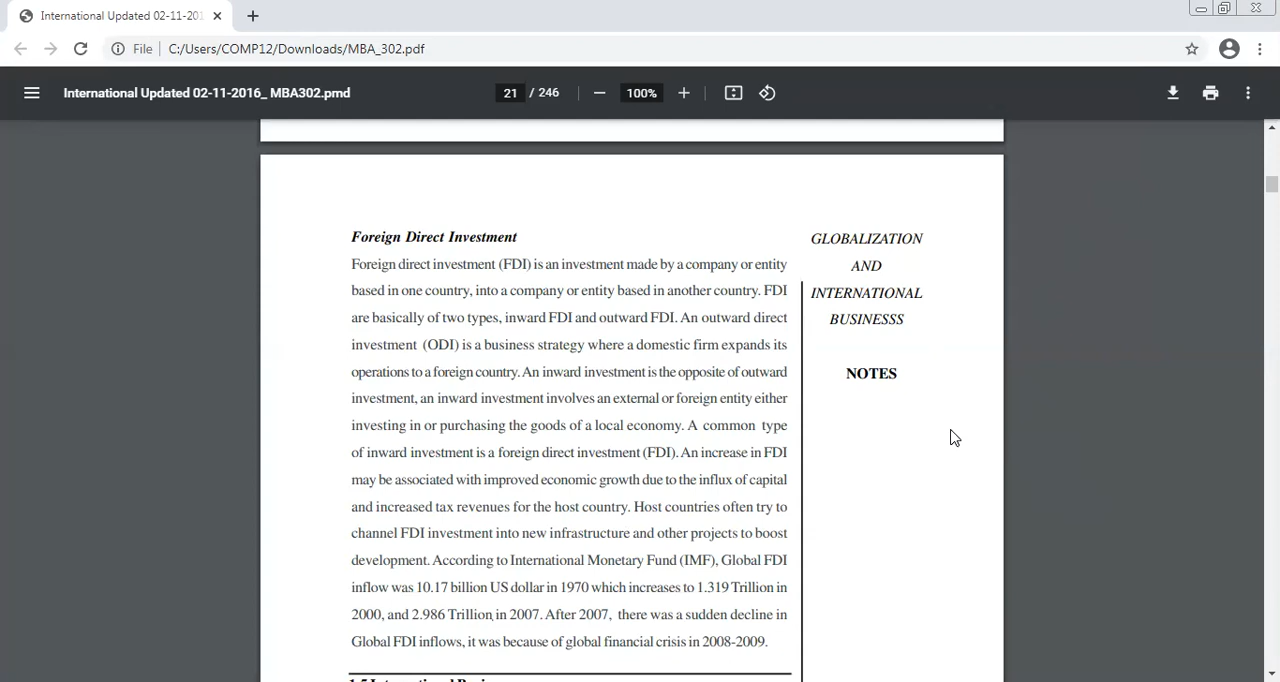 International Updated 02-11-201
File
C:/Users/COMP12/Downloads/MBA_302.pdf
International Updated 02-11-2016_ MBA302.pmd
21 / 246
100%
Foreign Direct Investment
Foreign direct investment (FDI) is an investment made by a company or entity
based in one country, into a company or entity based in another country. FDI
are basically of two types, inward FDI and outward FDI. An outward direct
investment (ODI) is a business strategy where a domestic firm expands its
operations to a foreign country. An inward investment is the opposite of outward
investment, an inward investment involves an external or foreign entity either
investing in or purchasing the goods of a local economy. A common type
of inward investment is a foreign direct investment (FDI). An increase in FDI
may be associated with improved economic growth due to the influx of capital
and increased tax revenues for the host country. Host countries often try to
channel FDI investment into new infrastructure and other projects to boost
development. According to International Monetary Fund (IMF), Global FDI
inflow was 10.17 billion US dollar in 1970 which increases to 1.319 Trillion in
2000, and 2.986 Trillion in 2007. After 2007, there was a sudden decline in
Global FDI inflows, it was because of global financial crisis in 2008-2009.
GLOBALIZATION
AND
INTERNATIONAL
BUSINESSS
NOTES